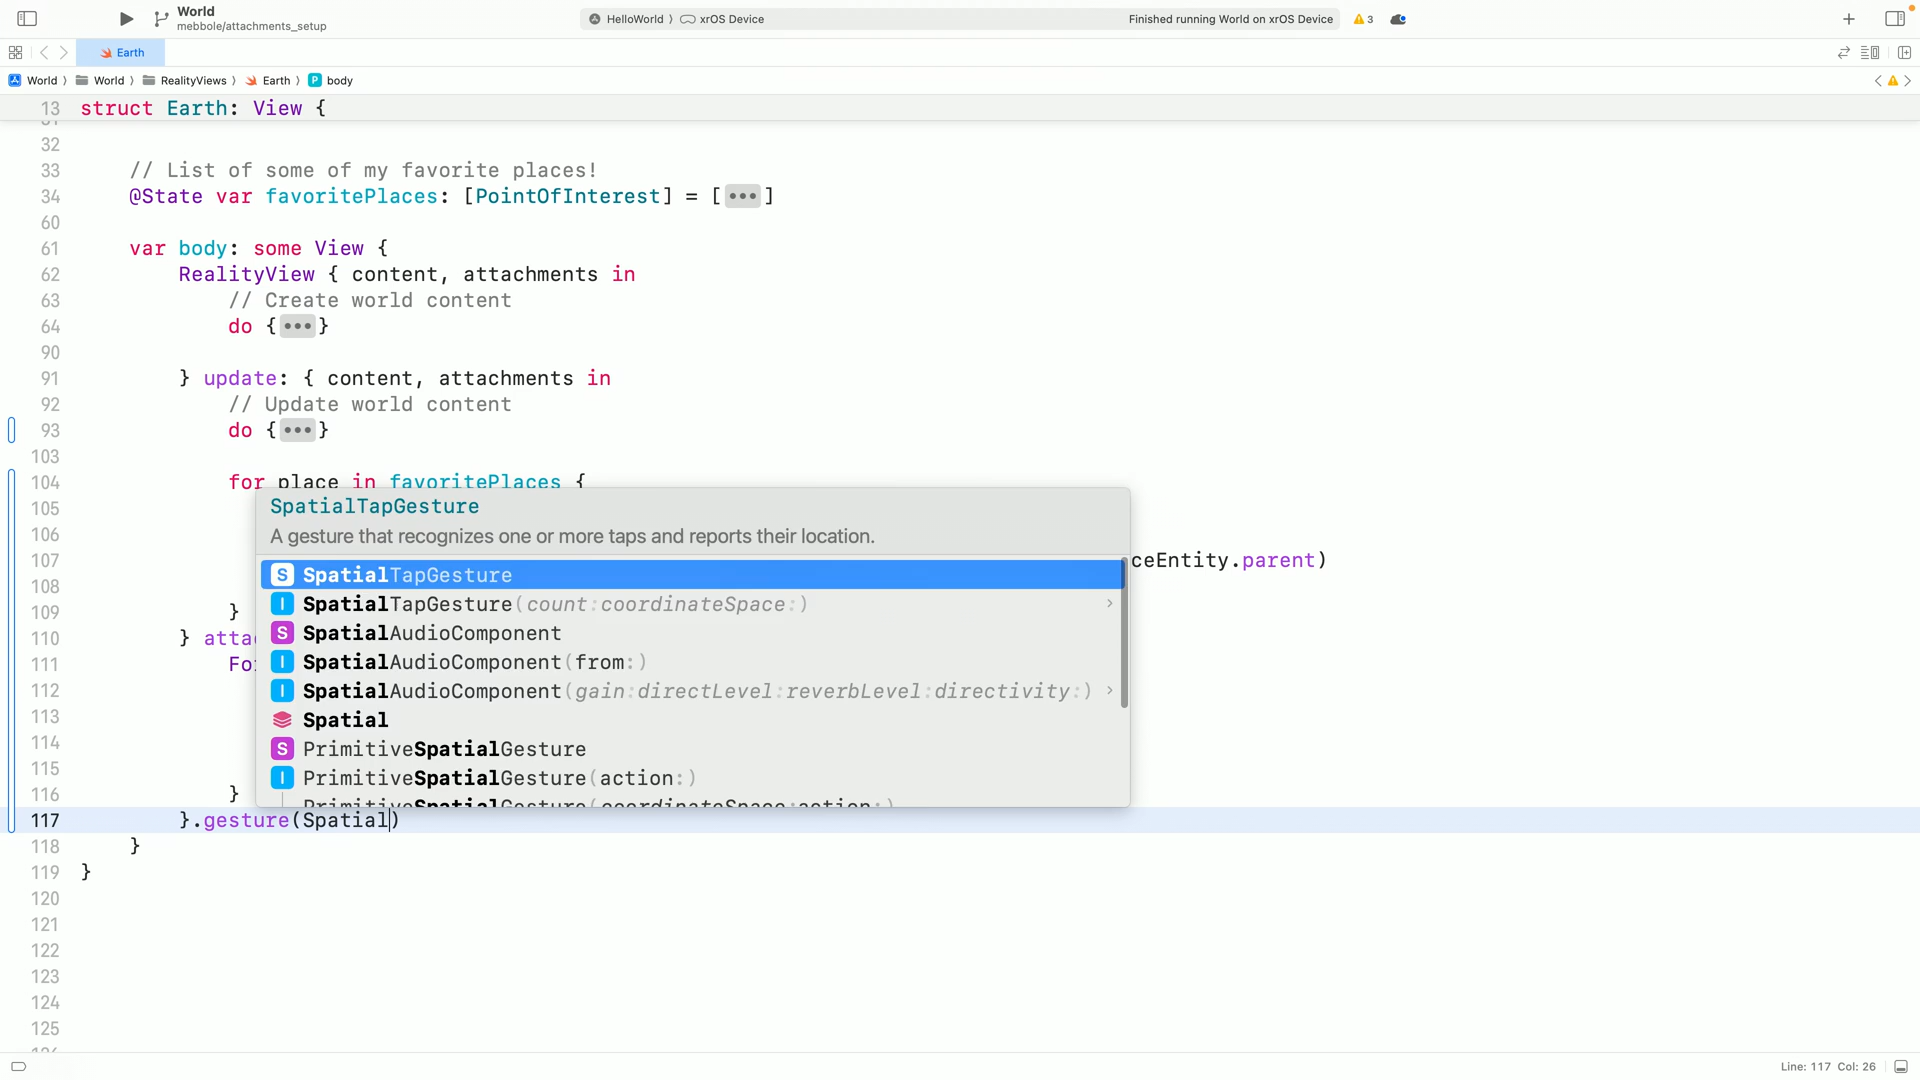 World
mebbole/attachments_setup
HelloWorld 〉 xrOS Device
Finished running World on xrOS Device
3
Earth
World 〉 World 〉 RealityViews 〉 Earth 〉 P body
13 struct Earth: View {
31
32
33 // List of some of my favorite places!
34 @State var favoritePlaces: [PointOfInterest] = [•••]
60
61 var body: some View {
62 RealityView { content, attachments in
63 // Create world content
64 do {•••}
90
91 } update: { content, attachments in
92 // Update world content
93 do {•••}
103
104 for place in favoritePlaces {
105
106
107 ceEntity.parent)
108
109 }
110 } atta
111 For
112
113
114
115
116 }
117 }.gesture(Spatial)
118 }
119 }
120
121
122
123
124
125
126
SpatialTapGesture
A gesture that recognizes one or more taps and reports their location.
S SpatialTapGesture
I SpatialTapGesture(count:coordinateSpace:)
S SpatialAudioComponent
I SpatialAudioComponent(from:)
I SpatialAudioComponent(gain:directLevel:reverbLevel:directivity:)
Spatial
S PrimitiveSpatialGesture
I PrimitiveSpatialGesture(action:)
PrimitiveSpatialGesture(coordinateSpace:action:)
Line: 117 Col: 26